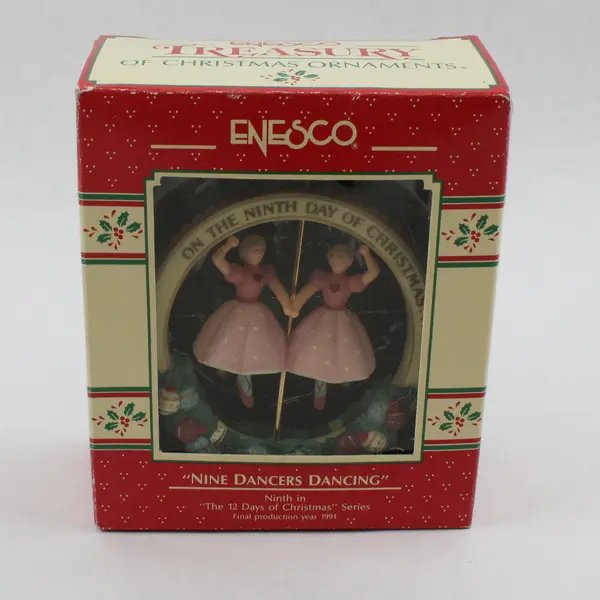 ENESCO
TREASURY
OF CHRISTMAS ORNAMENTS®
ENESCO®
ON THE NINTH DAY OF CHRISTMAS
"NINE DANCERS DANCING"
Ninth in
"The 12 Days of Christmas" Series
Final production year 1991